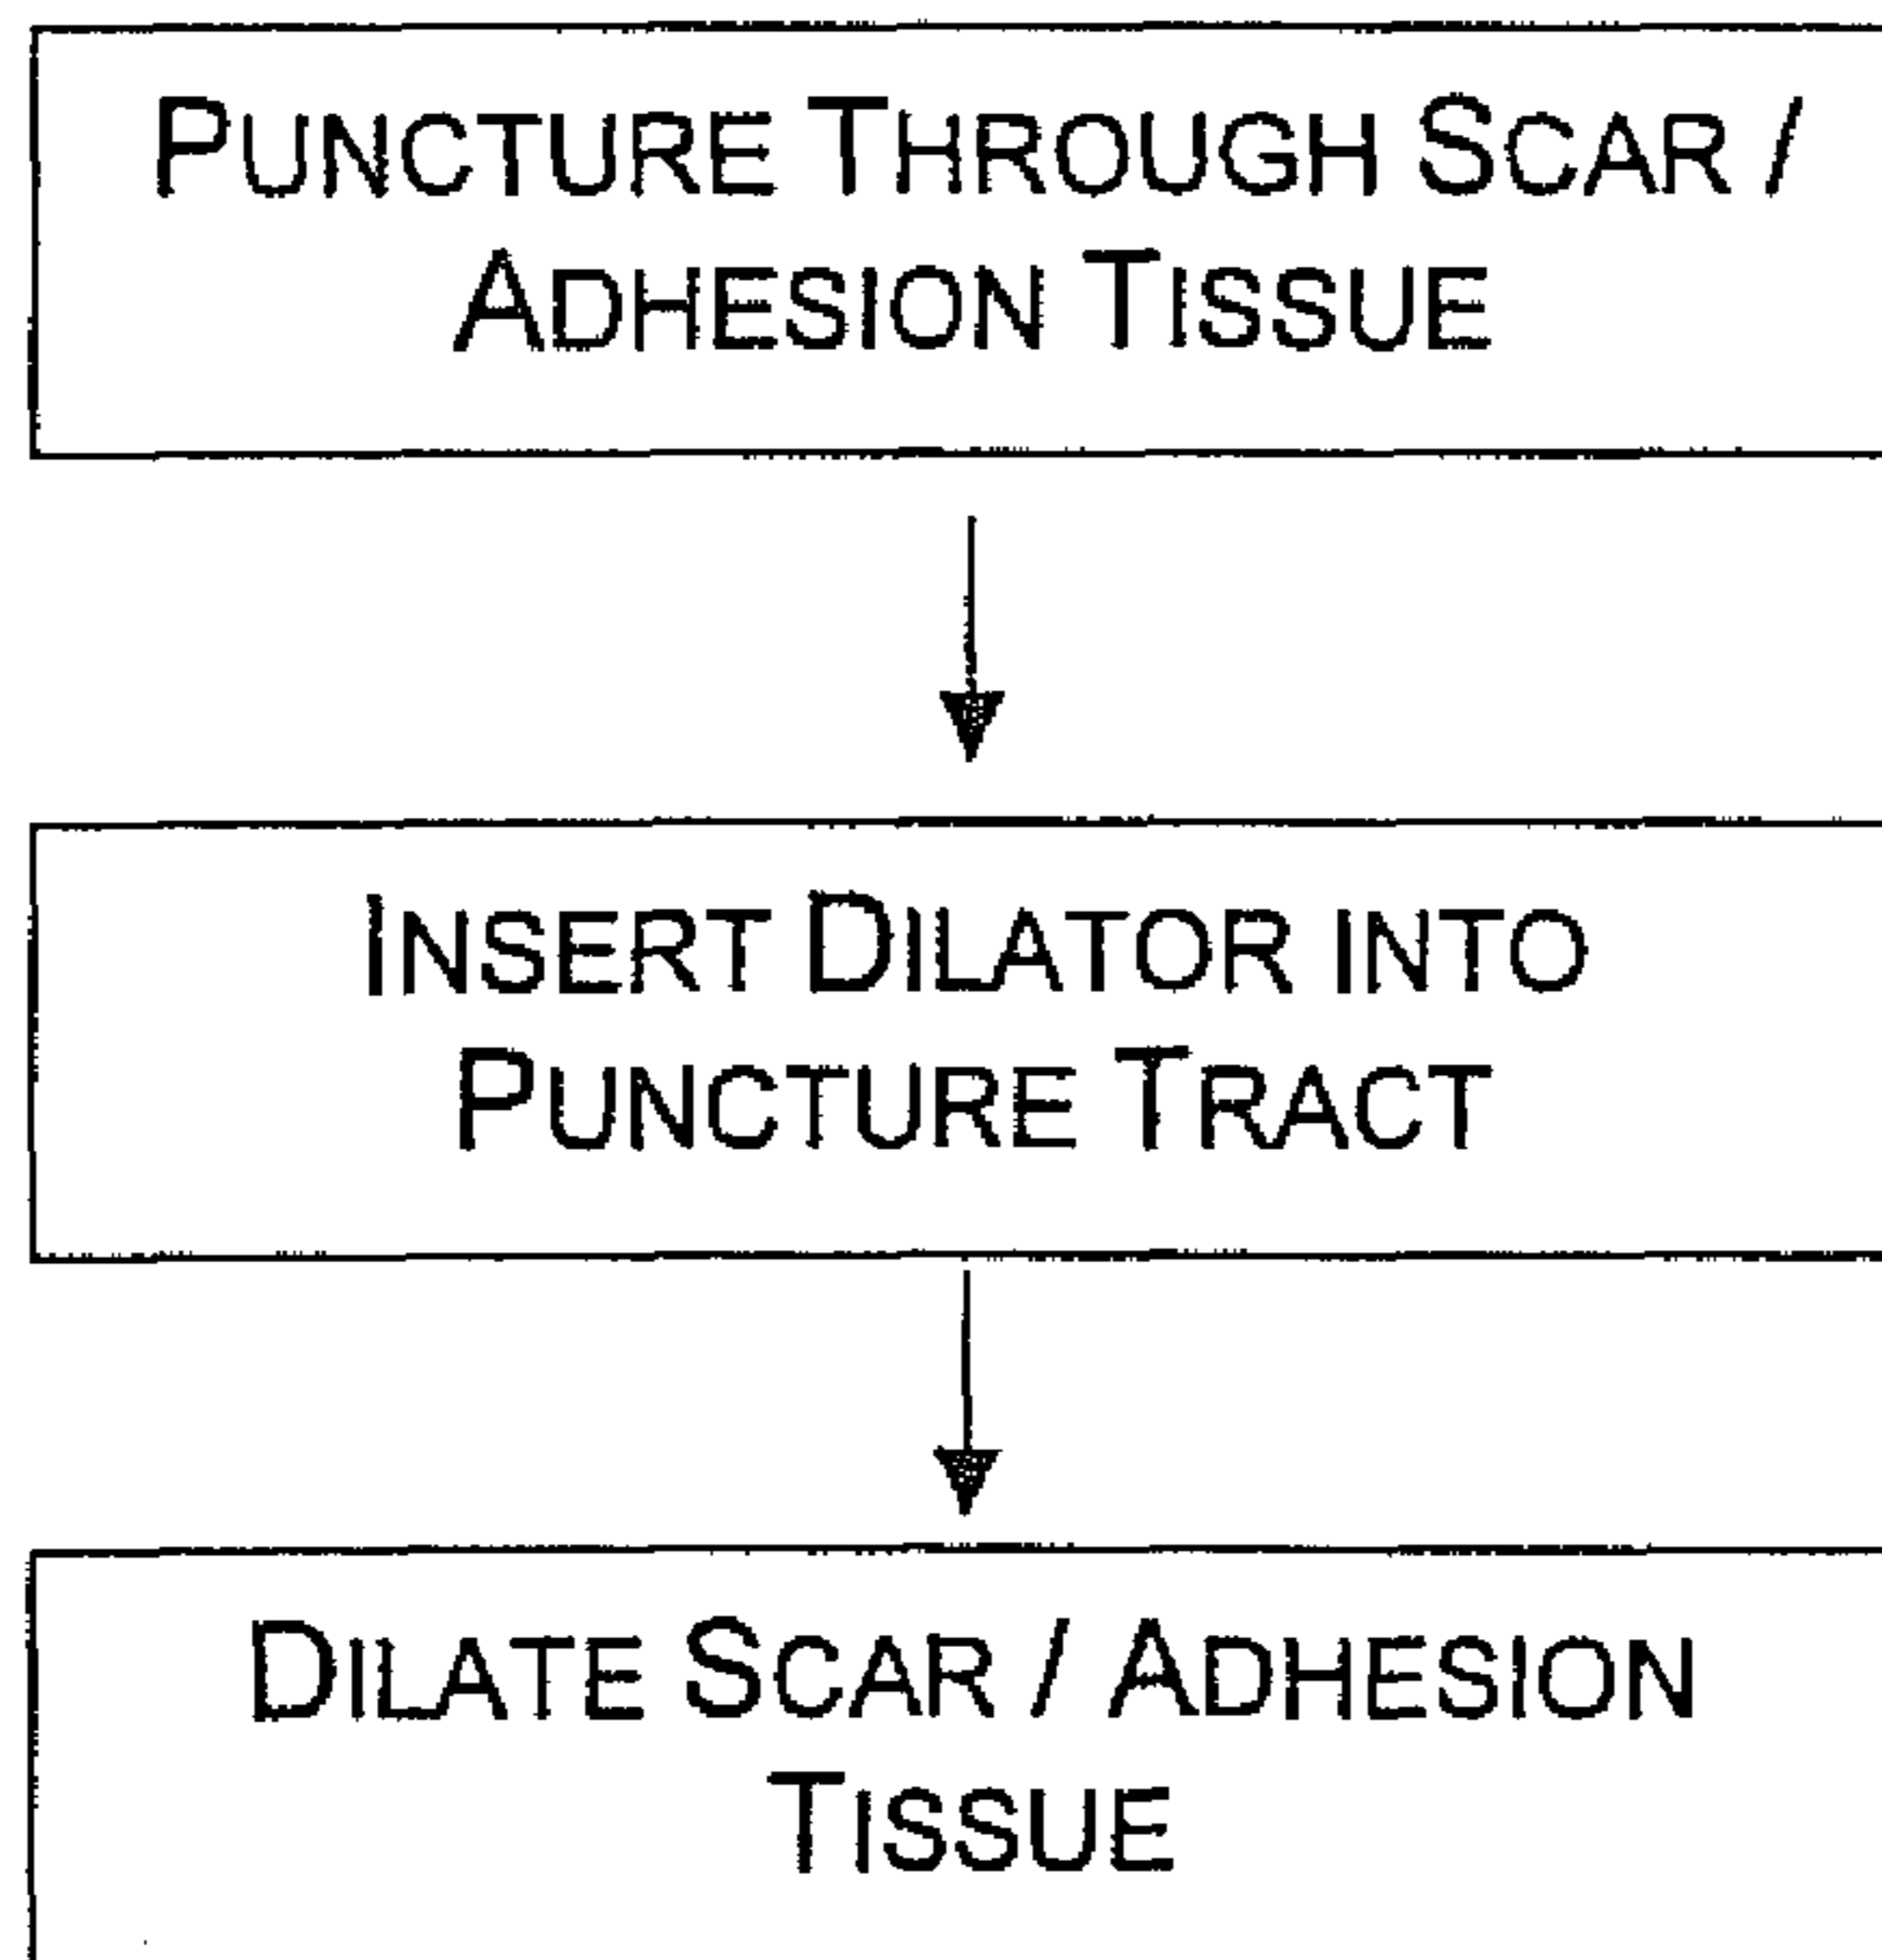 PUNCTURE THROUGH SCAR /
ADHESION TISSUE
INSERT DILATOR INTO
PUNCTURE TRACT
DILATE SCAR / ADHESION
TISSUE